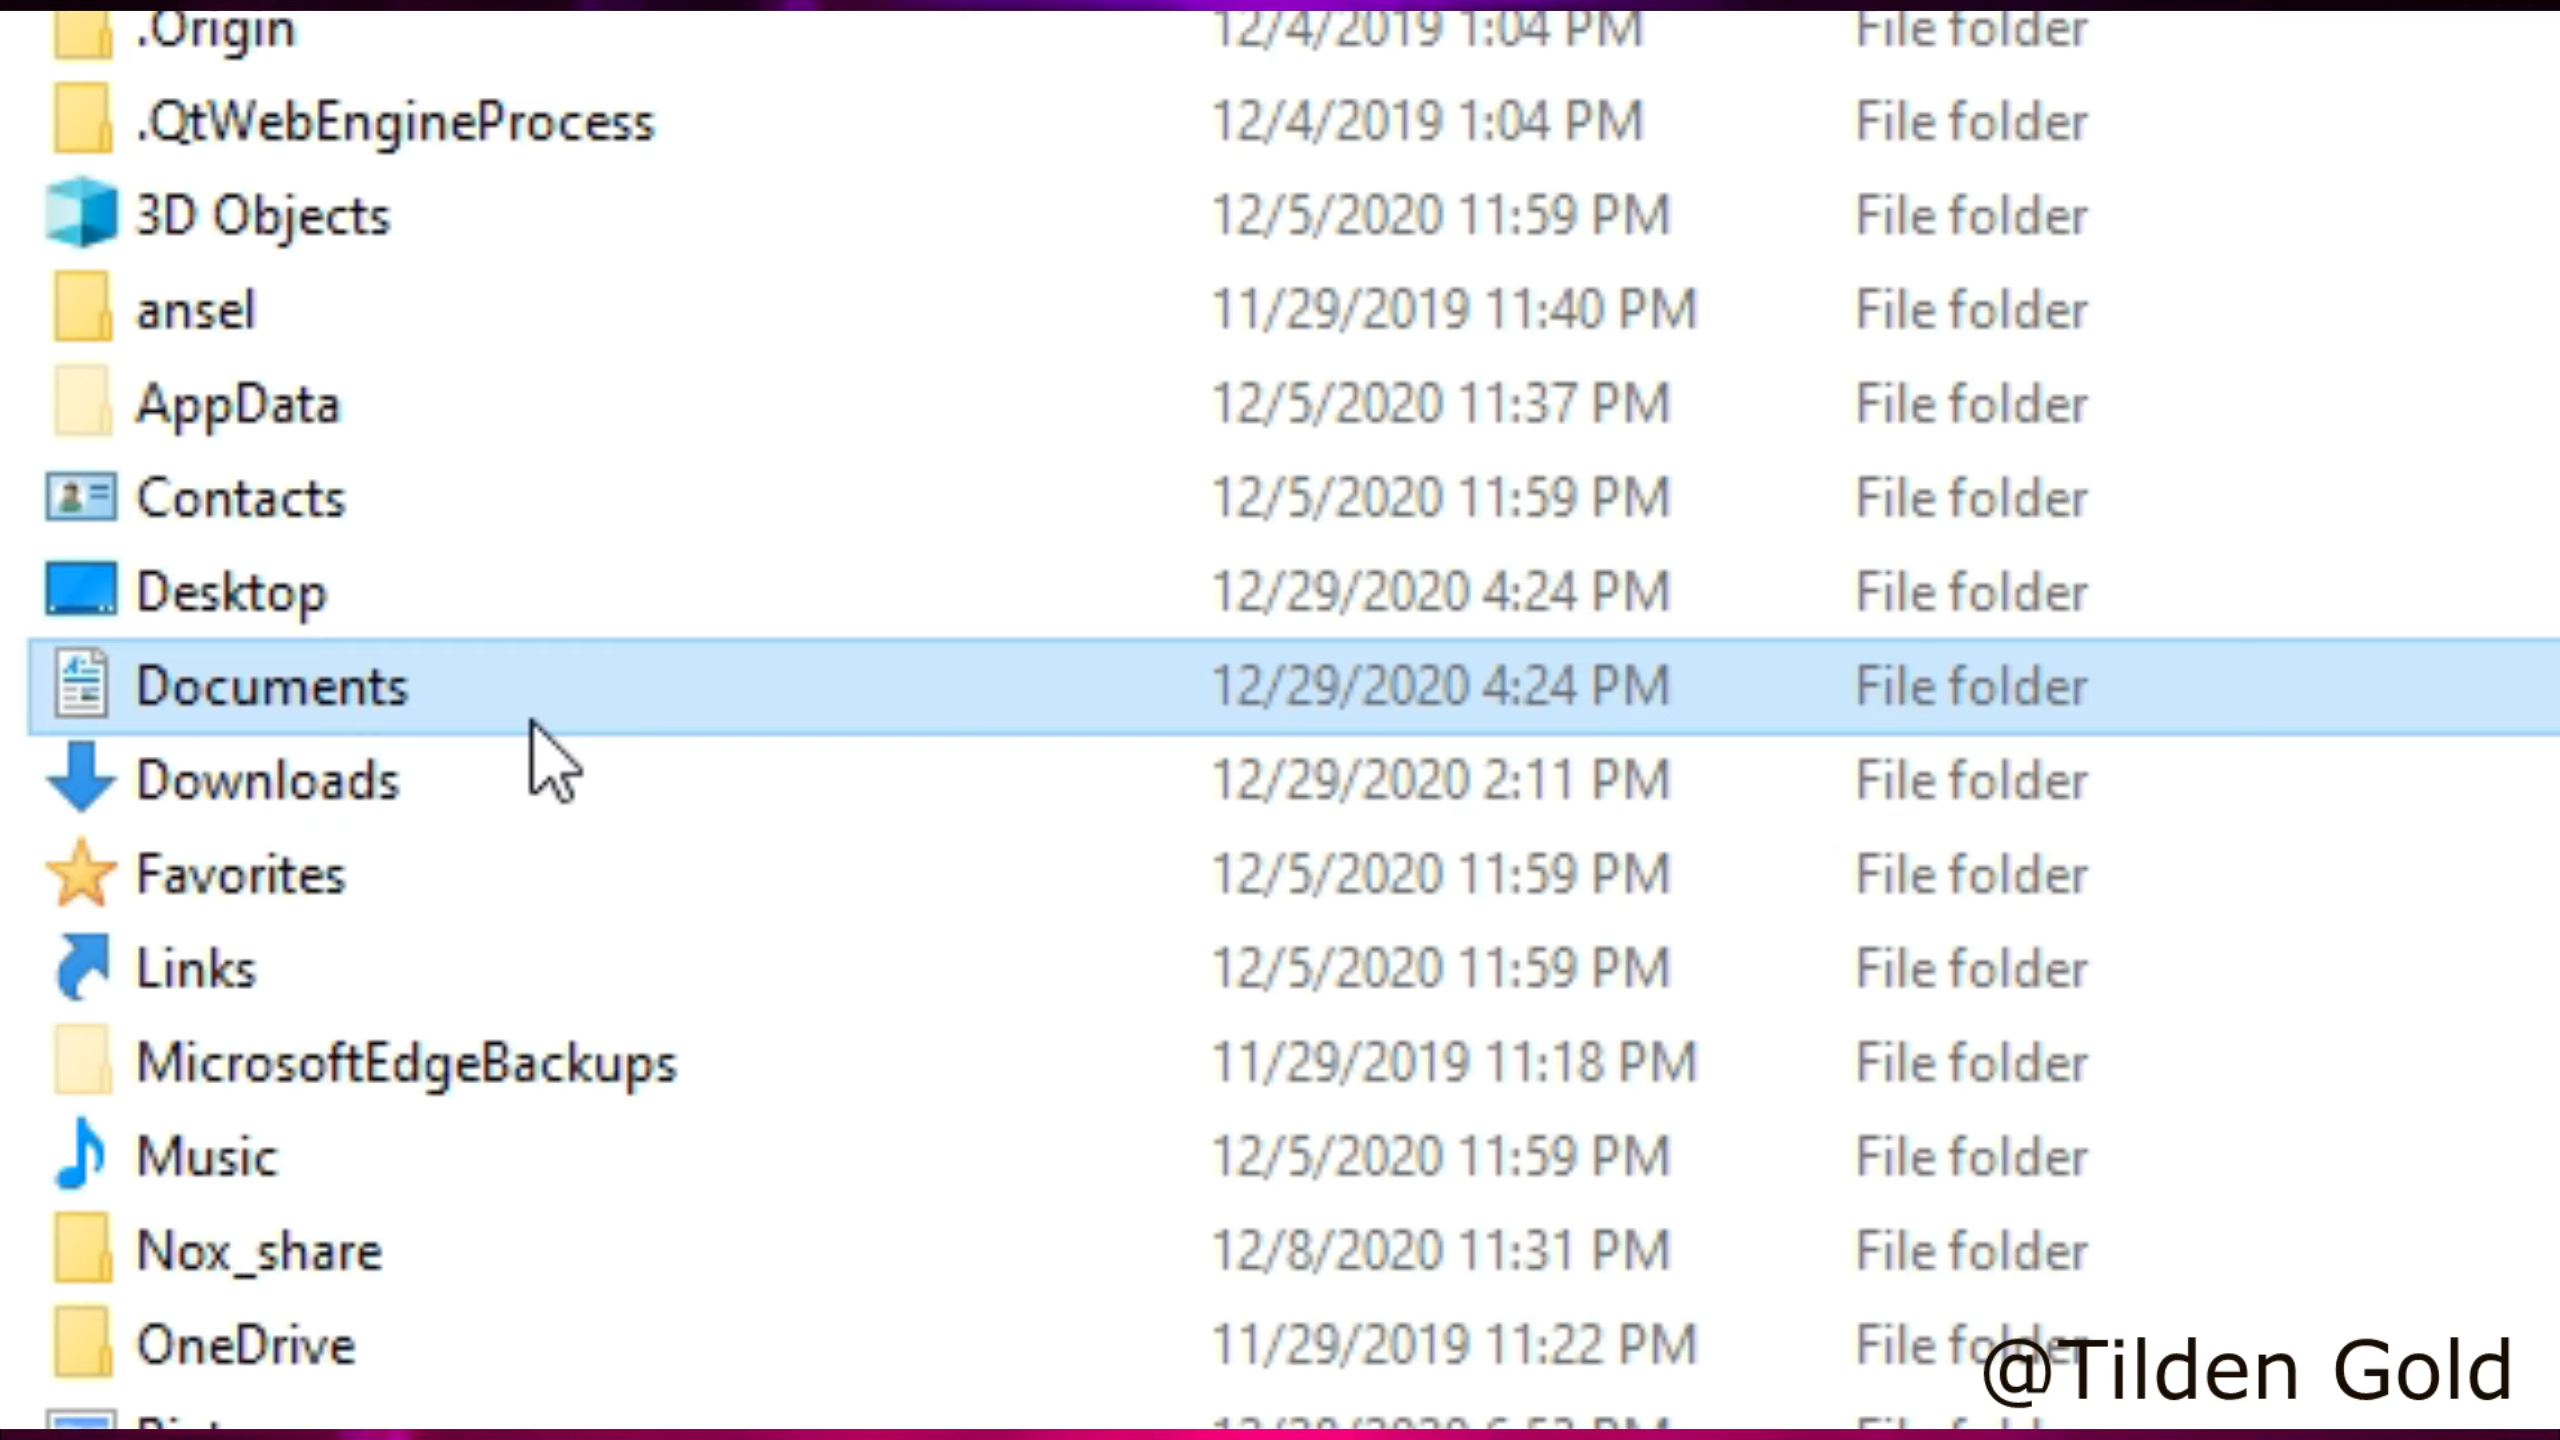 .Origin 12/4/2019 1:04 PM File folder
.QtWebEngineProcess 12/4/2019 1:04 PM File folder
3D Objects 12/5/2020 11:59 PM File folder
ansel 11/29/2019 11:40 PM File folder
AppData 12/5/2020 11:37 PM File folder
Contacts 12/5/2020 11:59 PM File folder
Desktop 12/29/2020 4:24 PM File folder
Documents 12/29/2020 4:24 PM File folder
Downloads 12/29/2020 2:11 PM File folder
Favorites 12/5/2020 11:59 PM File folder
Links 12/5/2020 11:59 PM File folder
MicrosoftEdgeBackups 11/29/2019 11:18 PM File folder
Music 12/5/2020 11:59 PM File folder
Nox_share 12/8/2020 11:31 PM File folder
OneDrive 11/29/2019 11:22 PM File folder
@Tilden Gold